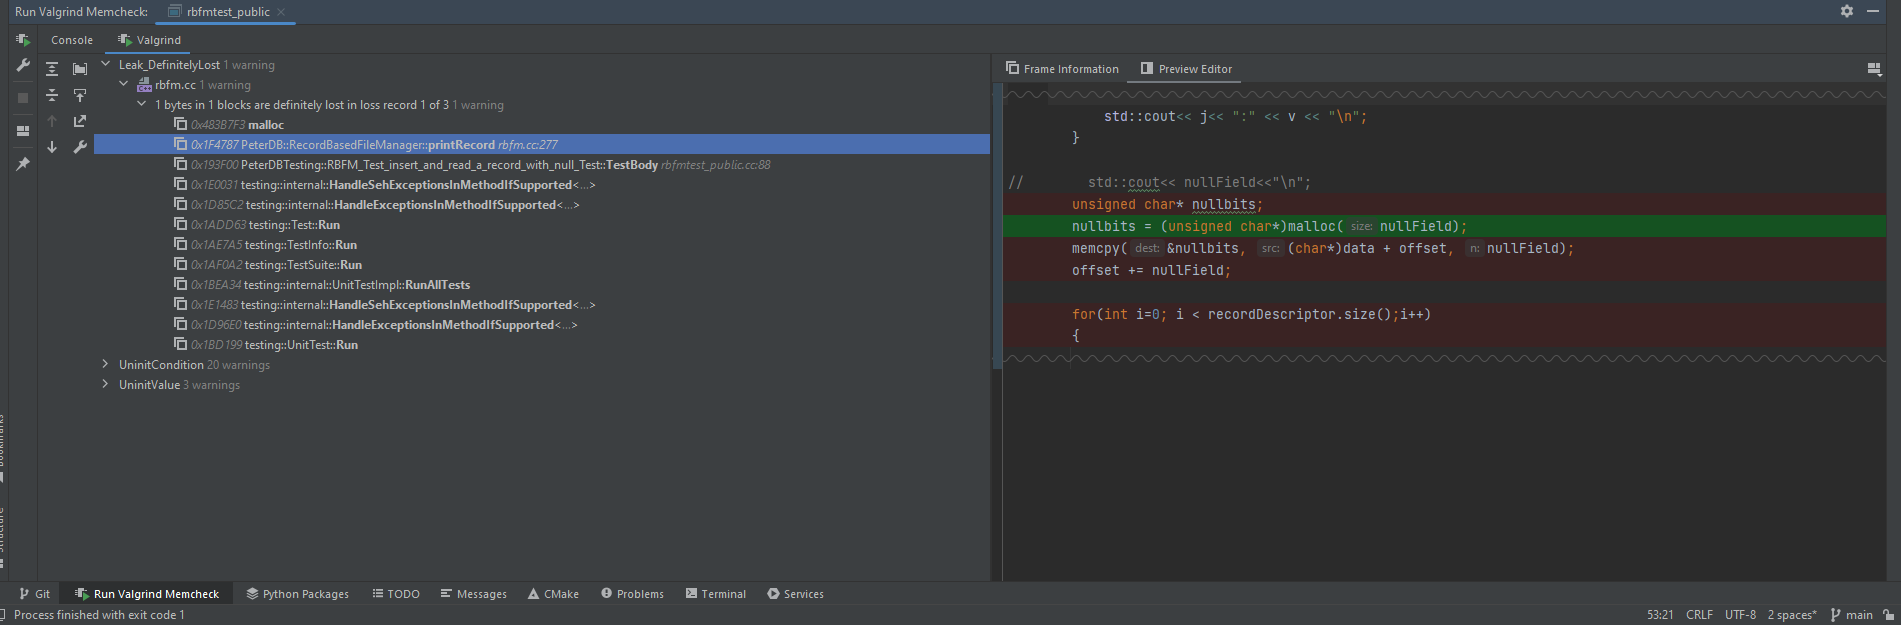 Run Valgrind Memcheck: rbfmtest_public
Console Valgrind
Leak_DefinitelyLost 1 warning
rbfm.cc 1 warning
1 bytes in 1 blocks are definitely lost in loss record 1 of 3 1 warning
0x483B7F3 malloc
0x1F4787 PeterDB::RecordBasedFileManager::printRecord rbfm.cc:277
0x193F00 PeterDBTesting::RBFM_Test_insert_and_read_a_record_with_null_Test::TestBody rbfmtest_public.cc:88
0x1E0031 testing::internal::HandleSehExceptionsInMethodIfSupported<...>
0x1D85C2 testing::internal::HandleExceptionsInMethodIfSupported<...>
0x1ADD63 testing::Test::Run
0x1AE7A5 testing::TestInfo::Run
0x1AF0A2 testing::TestSuite::Run
0x1BEA34 testing::internal::UnitTestImpl::RunAllTests
0x1E1483 testing::internal::HandleSehExceptionsInMethodIfSupported<...>
0x1D96E0 testing::internal::HandleExceptionsInMethodIfSupported<...>
0x1BD199 testing::UnitTest::Run
UninitCondition 20 warnings
UninitValue 3 warnings
Frame Information Preview Editor
std::cout<< j<< ":" << v << "\n";
}
// std::cout<< nullField<<"\n";
unsigned char* nullbits;
nullbits = (unsigned char*)malloc( size: nullField);
memcpy( dest: &nullbits, src: (char*)data + offset, n: nullField);
offset += nullField;
for(int i=0; i < recordDescriptor.size();i++)
{
Git Run Valgrind Memcheck Python Packages TODO Messages CMake Problems Terminal Services
Process finished with exit code 1
53:21 CRLF UTF-8 2 spaces* main